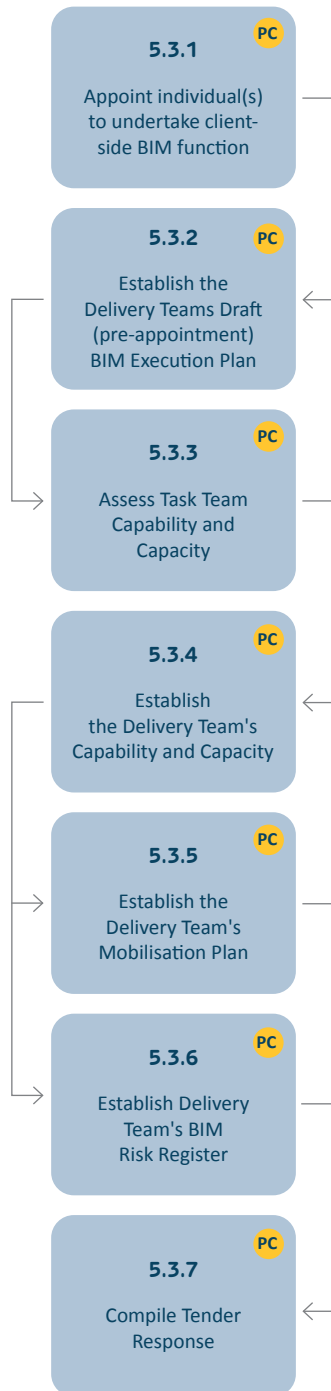 PC
5.3.1
Appoint individual(s)
to undertake client-
side BIM function
PC
5.3.2
Establish the
Delivery Teams Draft
(pre-appointment)
BIM Execution Plan
PC
5.3.3
Assess Task Team
Capability and
Capacity
PC
5.3.4
Establish
the Delivery Team's
Capability and Capacity
PC
5.3.5
Establish the
Delivery Team's
Mobilisation Plan
PC
5.3.6
Establish Delivery
Team's BIM
Risk Register
PC
5.3.7
Compile Tender
Response